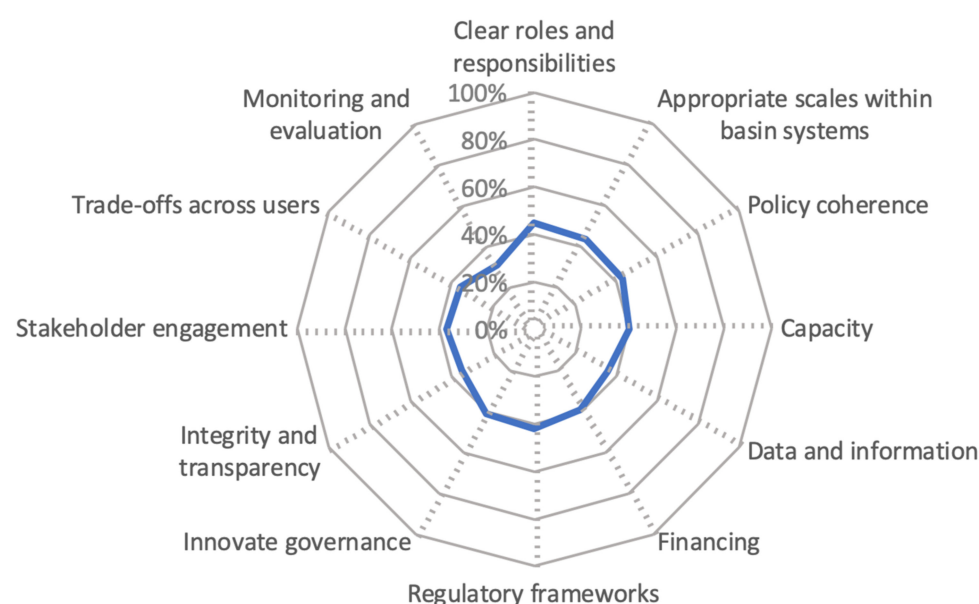 Clear roles and
responsibilities
100%
80%
60%
40%
20%
0%
Appropriate scales within
basin systems
Policy coherence
Capacity
Data and information
Financing
Regulatory frameworks
Innovate governance
Integrity and
transparency
Stakeholder engagement
Trade-offs across users
Monitoring and
evaluation